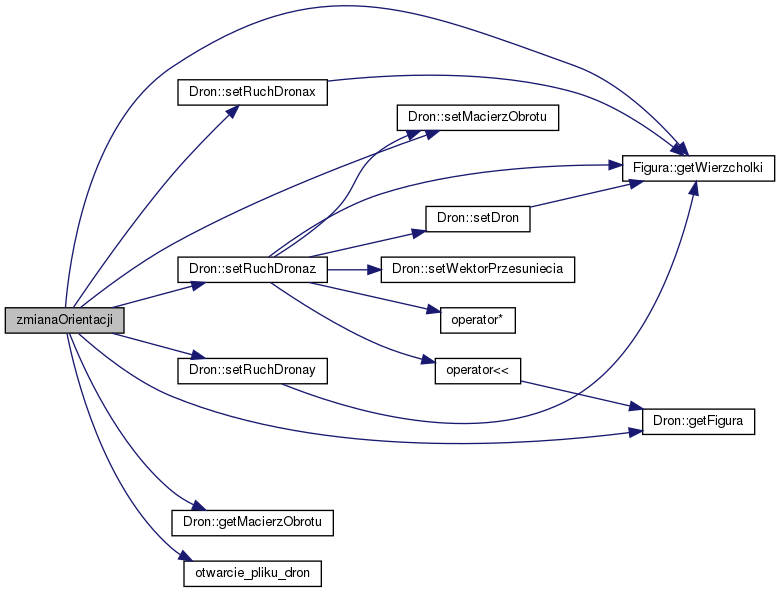 Dron::setRuchDronax
Dron::setMacierzObrotu
Figura::getWierzcholki
Dron::setDron
Dron::setRuchDronaz
Dron::setWektorPrzesuniecia
zmianaOrientacji
operator*
Dron::setRuchDronay
operator<<
Dron::getFigura
Dron::getMacierzObrotu
otwarcie_pliku_dron